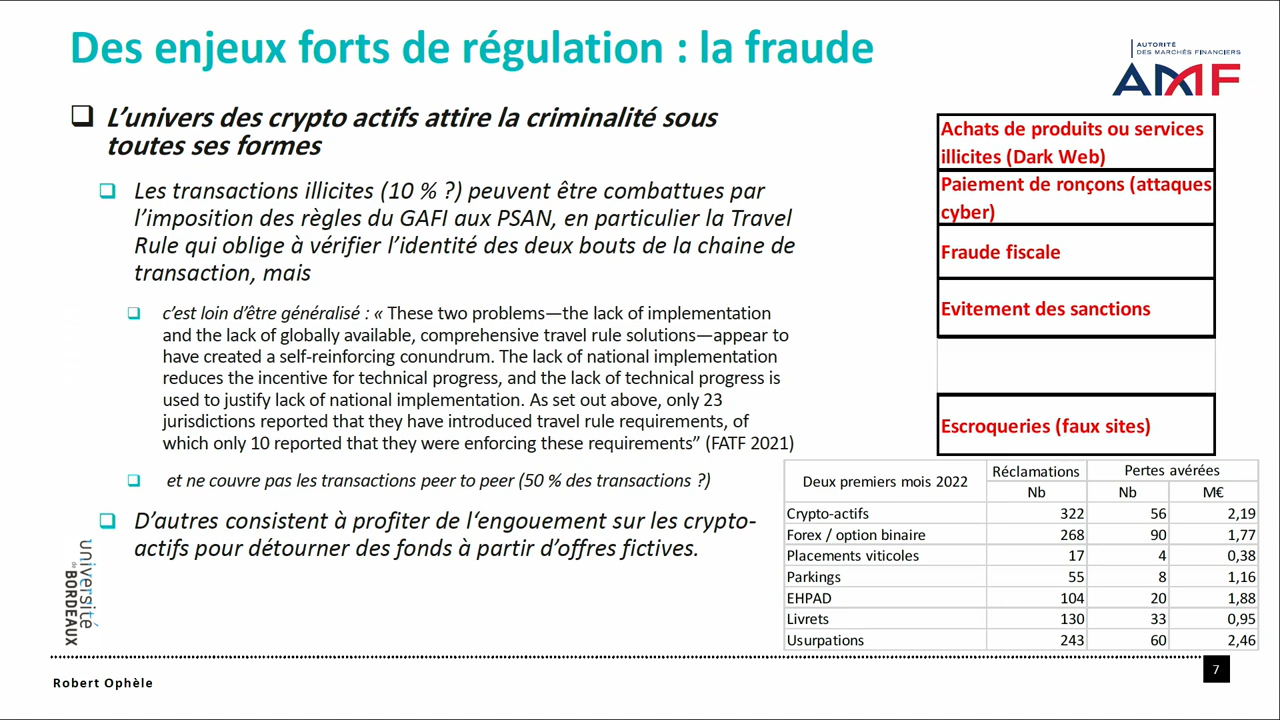 Des enjeux forts de régulation : la fraude
AUTORITÉ
DES MARCHÉS FINANCIERS
AMF
L’univers des crypto actifs attire la criminalité sous
toutes ses formes
Les transactions illicites (10 % ?) peuvent être combattues par
l’imposition des règles du GAFI aux PSAN, en particulier la Travel
Rule qui oblige à vérifier l’identité des deux bouts de la chaine de
transaction, mais
c’est loin d’être généralisé : « These two problems—the lack of implementation
and the lack of globally available, comprehensive travel rule solutions—appear to
have created a self-reinforcing conundrum. The lack of national implementation
reduces the incentive for technical progress, and the lack of technical progress is
used to justify lack of national implementation. As set out above, only 23
jurisdictions reported that they have introduced travel rule requirements, of
which only 10 reported that they were enforcing these requirements” (FATF 2021)
et ne couvre pas les transactions peer to peer (50 % des transactions ?)
D’autres consistent à profiter de l‘engouement sur les crypto-
actifs pour détourner des fonds à partir d’offres fictives.
Achats de produits ou services
illicites (Dark Web)
Paiement de ronçons (attaques
cyber)
Fraude fiscale
Evitement des sanctions
Escroqueries (faux sites)
Deux premiers mois 2022 Réclamations Pertes avérées
Nb Nb M€
Crypto-actifs 322 56 2,19
Forex / option binaire 268 90 1,77
Placements viticoles 17 4 0,38
Parkings 55 8 1,16
EHPAD 104 20 1,88
Livrets 130 33 0,95
Usurpations 243 60 2,46
université
de BORDEAUX
Robert Ophèle
7